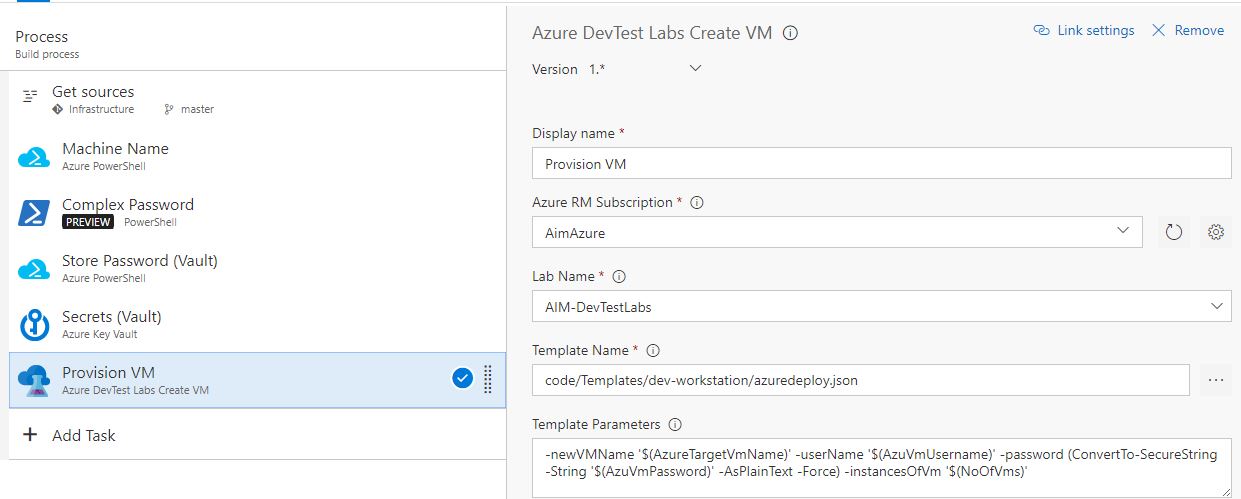 Process
Build process
Get sources
Infrastructure master
Machine Name
Azure PowerShell
Complex Password
PREVIEW PowerShell
Store Password (Vault)
Azure PowerShell
Secrets (Vault)
Azure Key Vault
Provision VM
Azure DevTest Labs Create VM
Add Task
Azure DevTest Labs Create VM
Link settings
Remove
Version 1.*
Display name *
Provision VM
Azure RM Subscription *
AimAzure
Lab Name *
AIM-DevTestLabs
Template Name *
code/Templates/dev-workstation/azuredeploy.json
Template Parameters
-newVMName '$(AzureTargetVmName)' -userName '$(AzuVmUsername)' -password (ConvertTo-SecureString
-String '$(AzuVmPassword)' -AsPlainText -Force) -instancesOfVm '$(NoOfVms)'